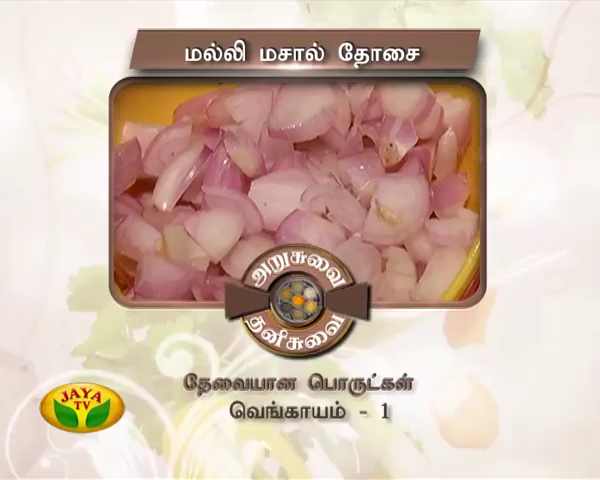 மல்லி மசால் தோசை
அறுசுவை
தனிசுவை
தேவையான பொருட்கள்
வெங்காயம் - 1
JAYA
TV